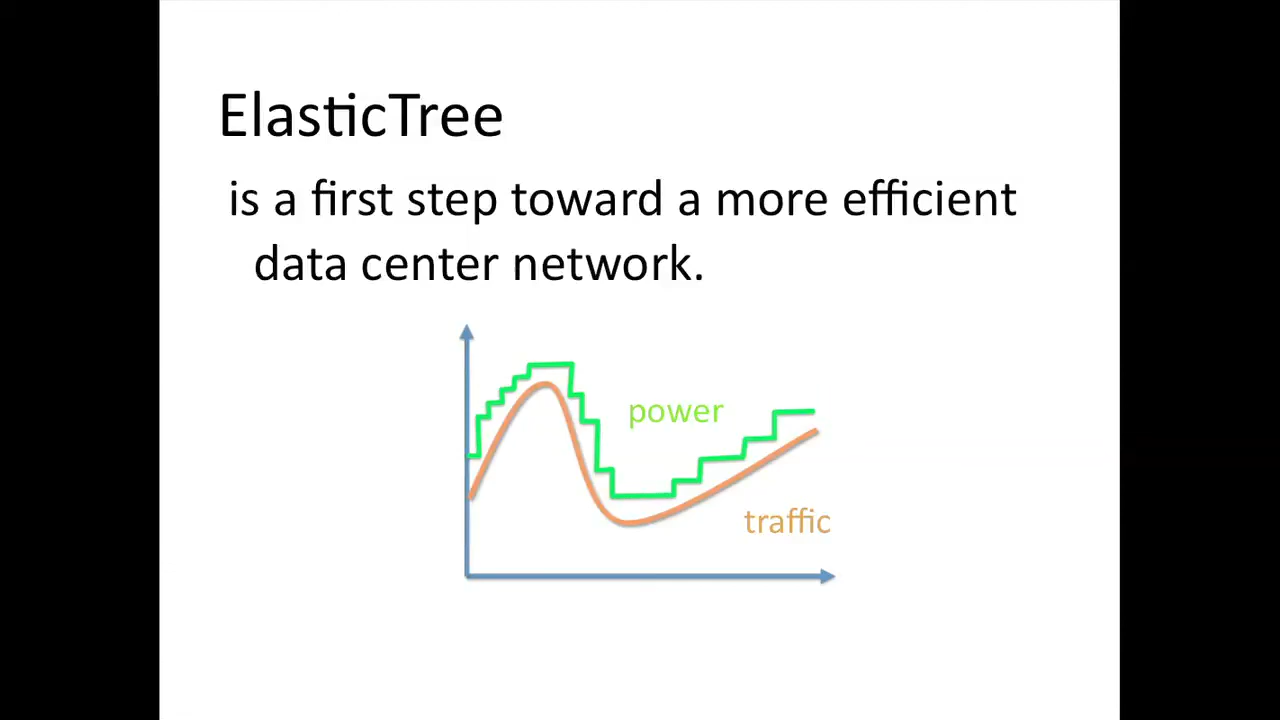 ElasticTree
is a first step toward a more efficient
data center network.
power
traffic